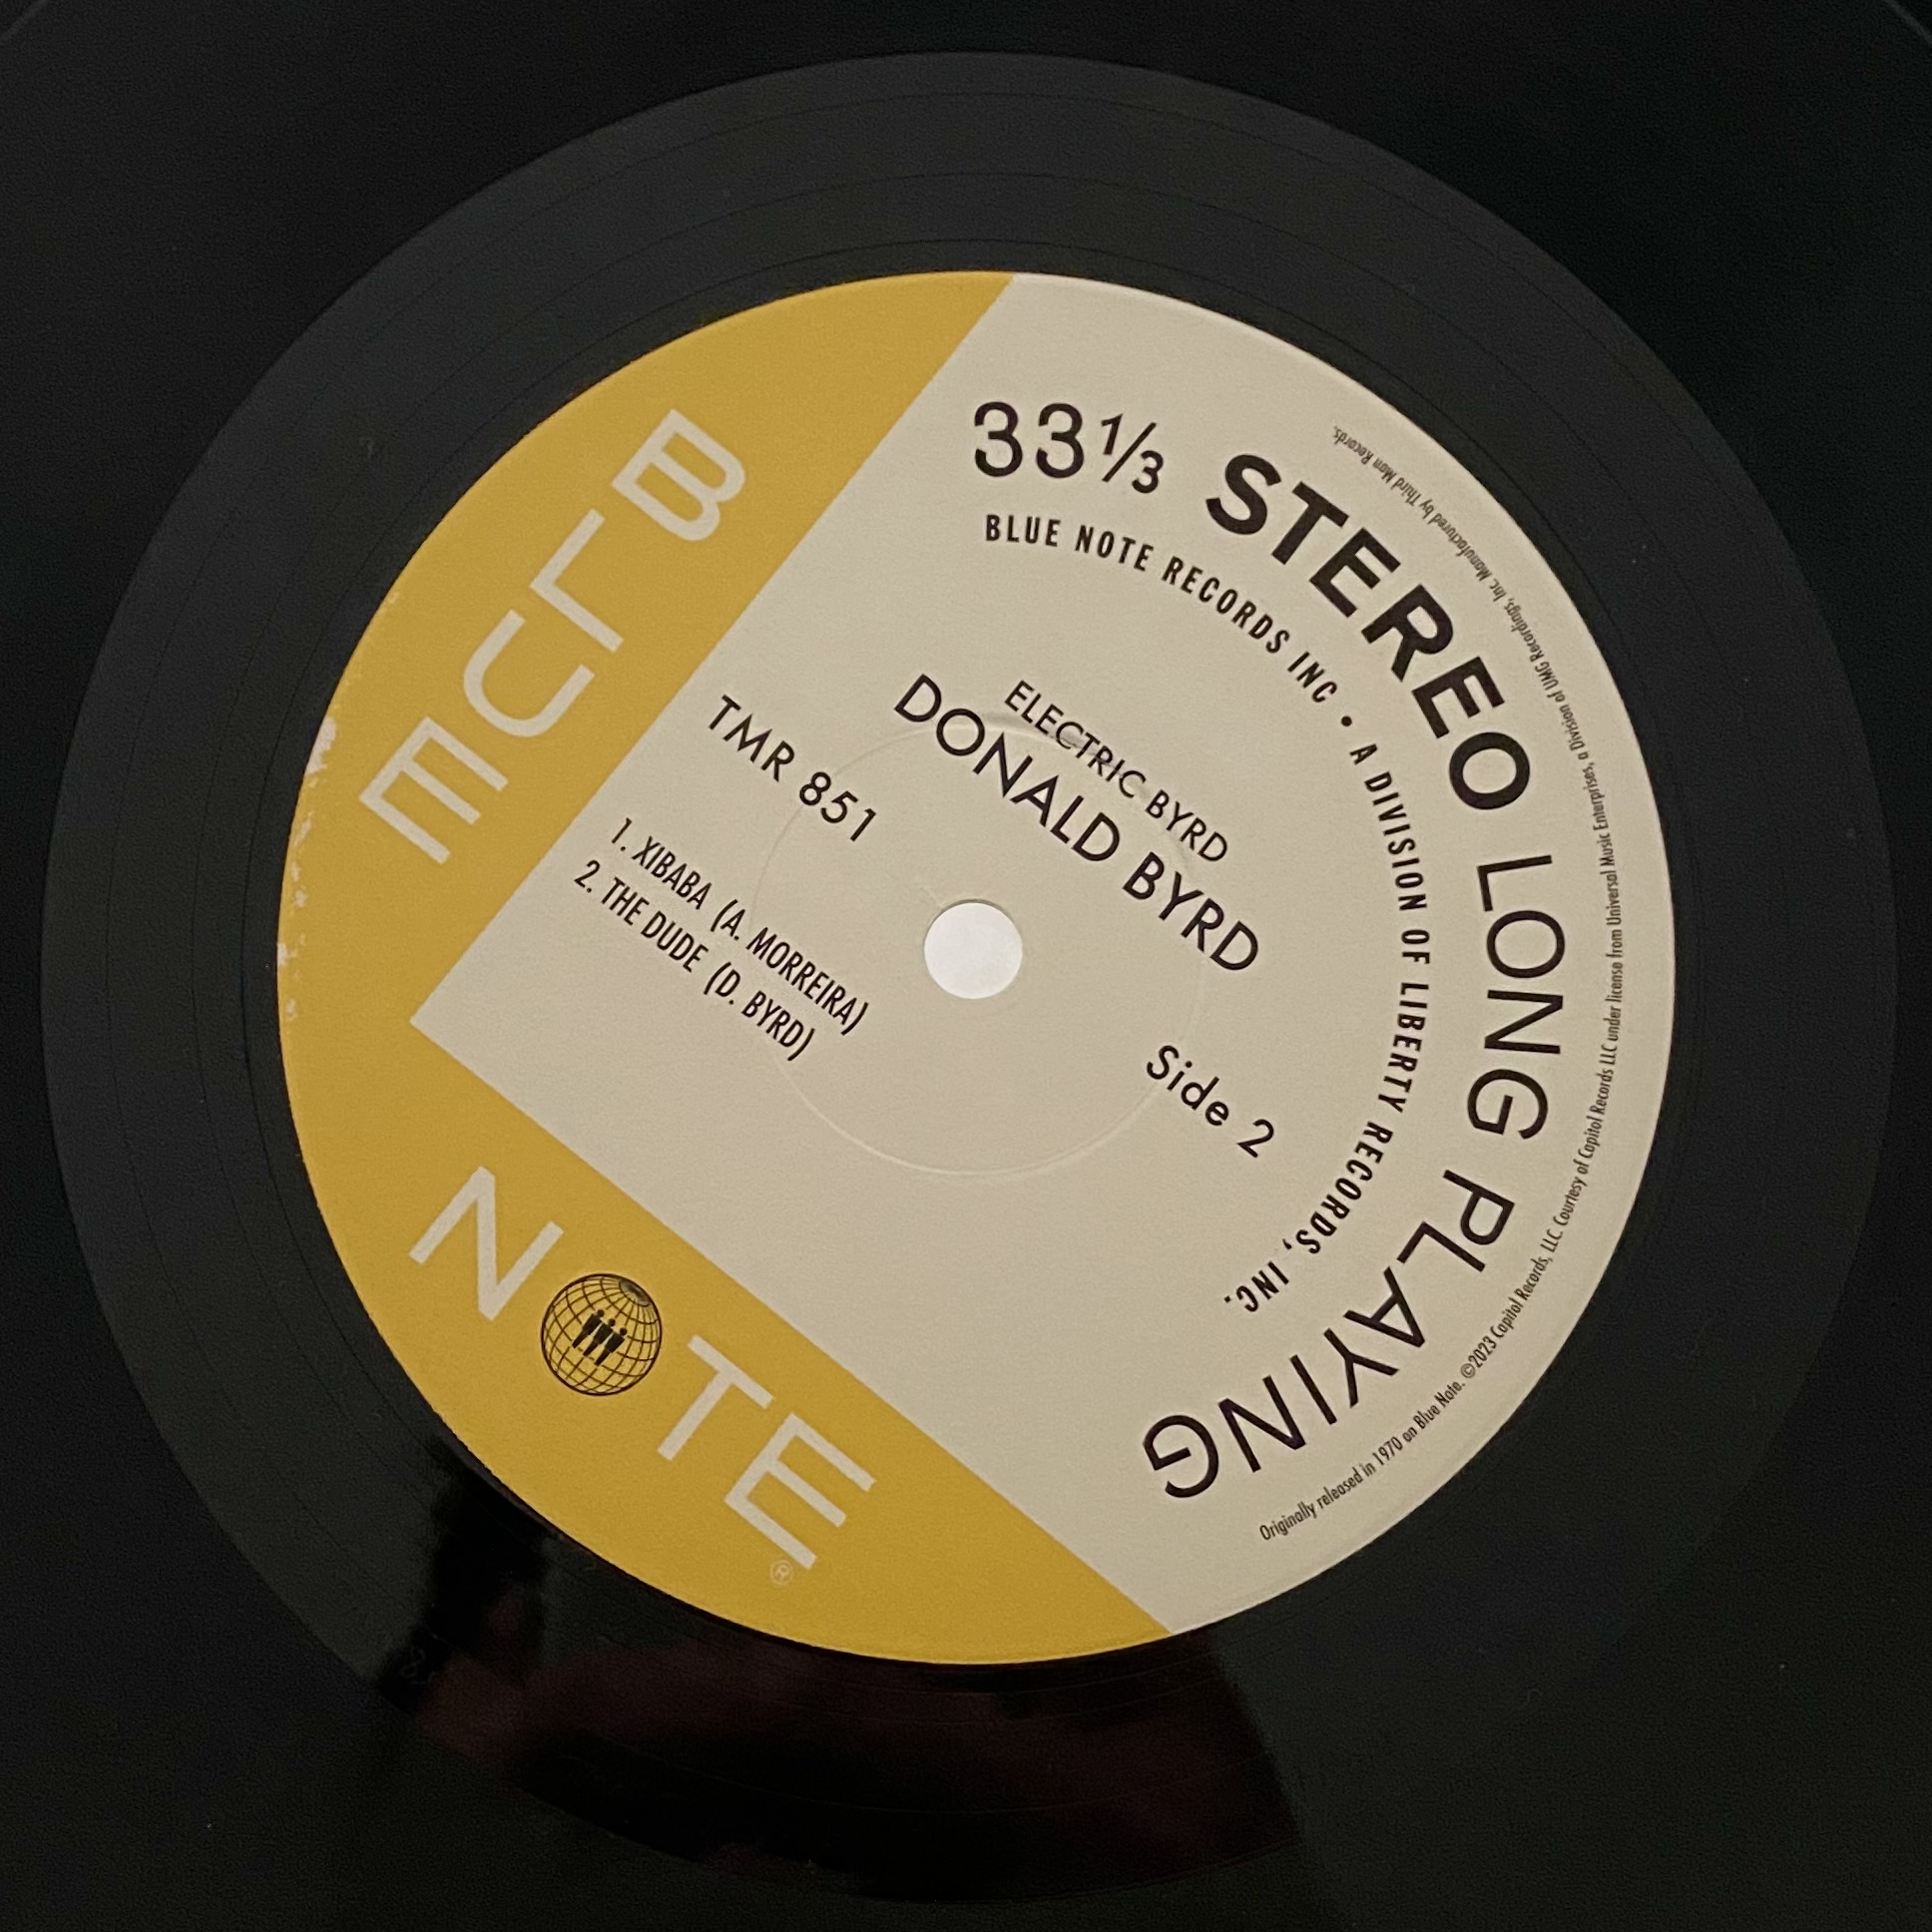 33⅓ STEREO LONG PLAYING
BLUE NOTE RECORDS INC • A DIVISION OF LIBERTY RECORDS, INC.
ELECTRIC BYRD
DONALD BYRD
TMR 851
Side 2
1. XIBABA (A. MORREIRA)
2. THE DUDE (D. BYRD)
BLUE
NOTE®
Originally released in 1970 on Blue Note. ©2023 Capitol Records, LLC. Courtesy of Capitol Records LLC under license from Universal Music Enterprises, a Division of UMG Recordings, Inc. Manufactured by Third Man Records.